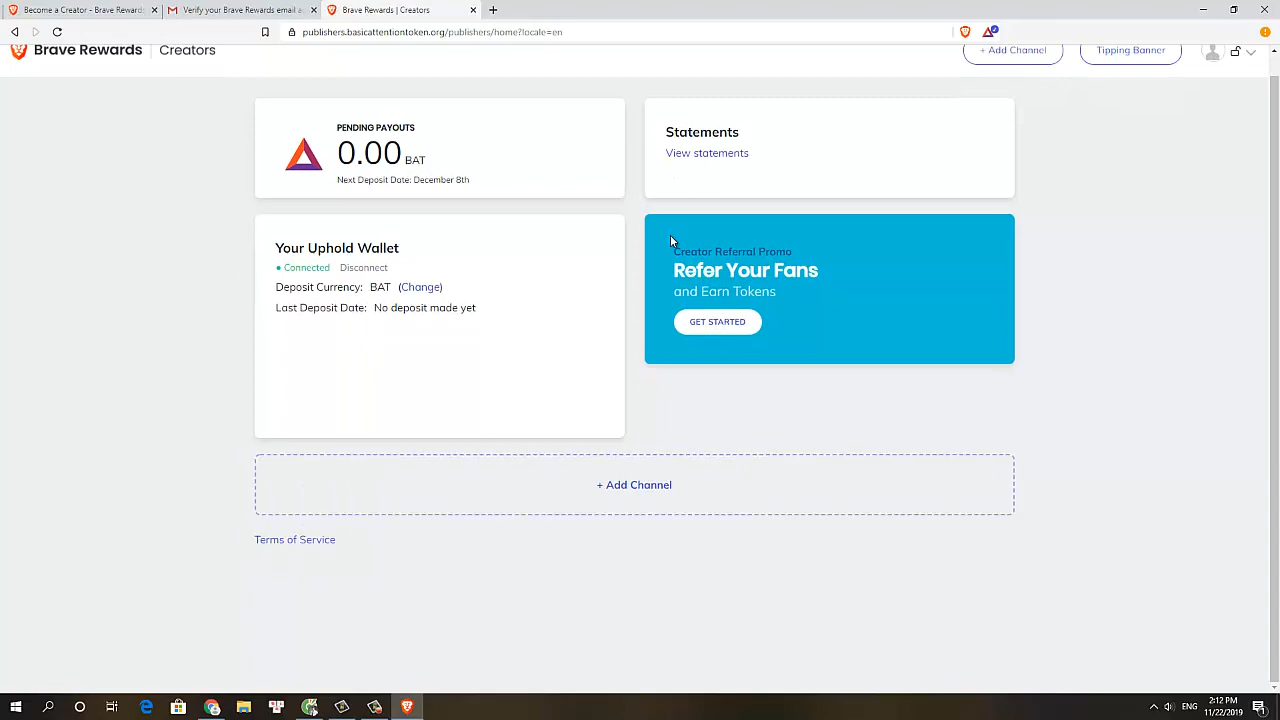 Become a Creator - Brave Rewards
Verify your Brave Rewards email a
Brave Rewards | Creators
publishers.basicattentiontoken.org/publishers/home?locale=en
Brave Rewards | Creators
+ Add Channel
Tipping Banner
PENDING PAYOUTS
0.00 BAT
Next Deposit Date: December 8th
Statements
View statements
Your Uphold Wallet
Connected Disconnect
Deposit Currency: BAT (Change)
Last Deposit Date: No deposit made yet
Creator Referral Promo
Refer Your Fans
and Earn Tokens
GET STARTED
+ Add Channel
Terms of Service
ENG
2:12 PM
11/22/2019